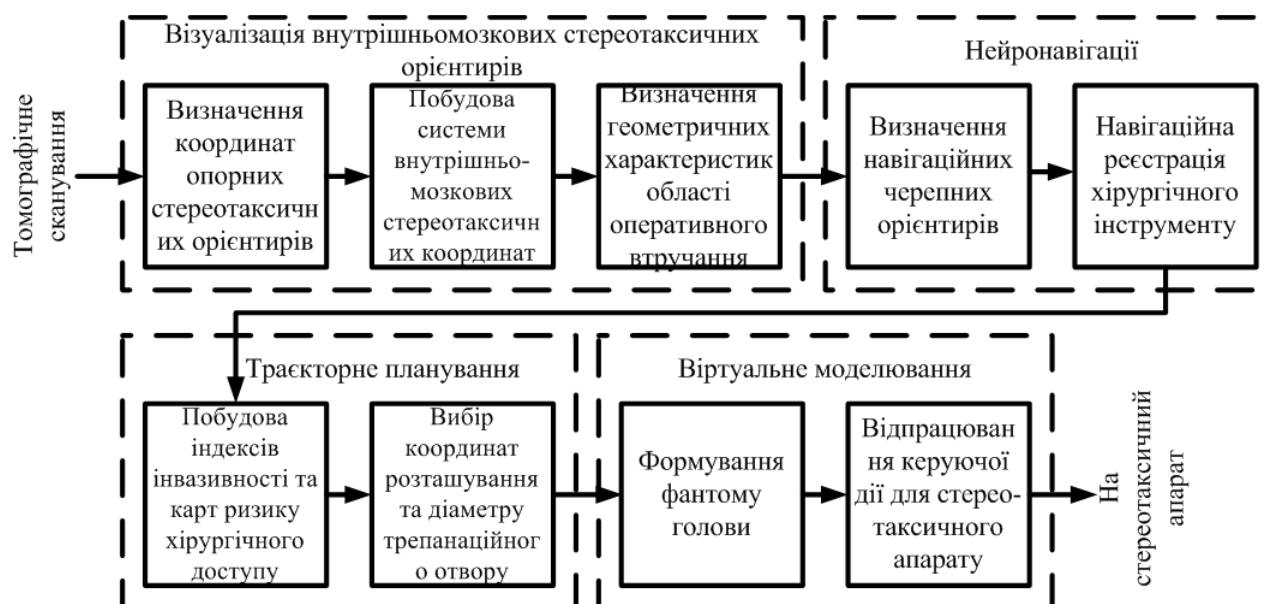 Томографічне
сканування
Візуалізація внутрішньомозкових стереотаксичних
орієнтирів
Визначення
координат
опорних
стереотаксичн
их орієнтирів
Побудова
системи
внутрішньо-
мозкових
стереотаксич
них координат
Визначення
геометричних
характеристик
області
оперативного
втручання
Нейронавігації
Визначення
навігаційних
черепних
орієнтирів
Навігаційна
реєстрація
хірургічного
інструменту
Траєкторне планування
Побудова
індексів
інвазивності та
карт ризику
хірургічного
доступу
Вибір
координат
розташування
та діаметру
трепанаційног
о отвору
Віртуальне моделювання
Формування
фантому
голови
Відпрацюван
ня керуючої
дії для стерео-
таксичного
апарату
На
стереотаксичний
апарат